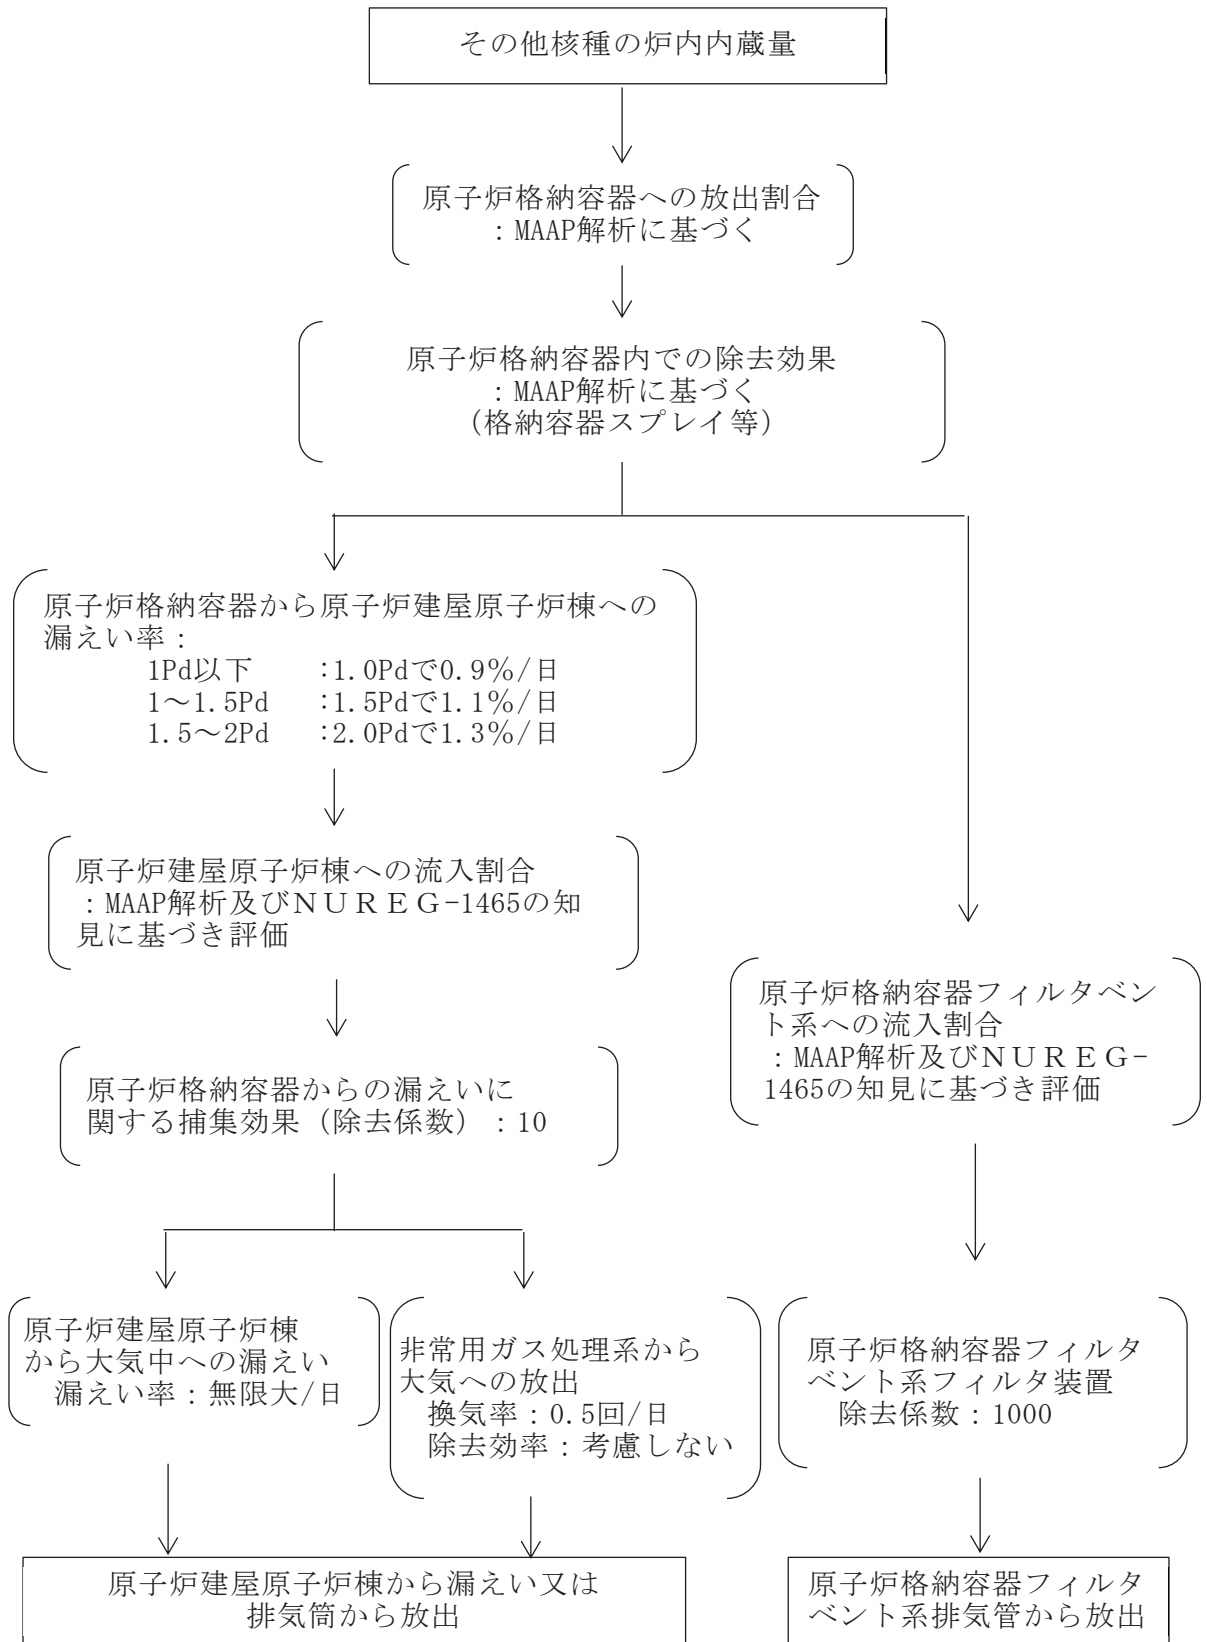 その他核種の炉内内蔵量
原子炉格納容器への放出割合
：MAAP解析に基づく
原子炉格納容器内での除去効果
：MAAP解析に基づく
（格納容器スプレイ等）
原子炉格納容器から原子炉建屋原子炉棟への
漏えい率：
1Pd以下　　:1.0Pdで0.9%/日
1～1.5Pd　 :1.5Pdで1.1%/日
1.5～2Pd　 :2.0Pdで1.3%/日
原子炉建屋原子炉棟への流入割合
：MAAP解析及びＮＵＲＥＧ-1465の知
見に基づき評価
原子炉格納容器からの漏えいに
関する捕集効果（除去係数）：10
原子炉建屋原子炉棟
から大気中への漏えい
漏えい率：無限大/日
非常用ガス処理系から
大気への放出
換気率：0.5回/日
除去効率：考慮しない
原子炉建屋原子炉棟から漏えい又は
排気筒から放出
原子炉格納容器フィルタベン
ト系への流入割合
：MAAP解析及びＮＵＲＥＧ-
1465の知見に基づき評価
原子炉格納容器フィルタ
ベント系フィルタ装置
除去係数：1000
原子炉格納容器フィルタ
ベント系排気管から放出